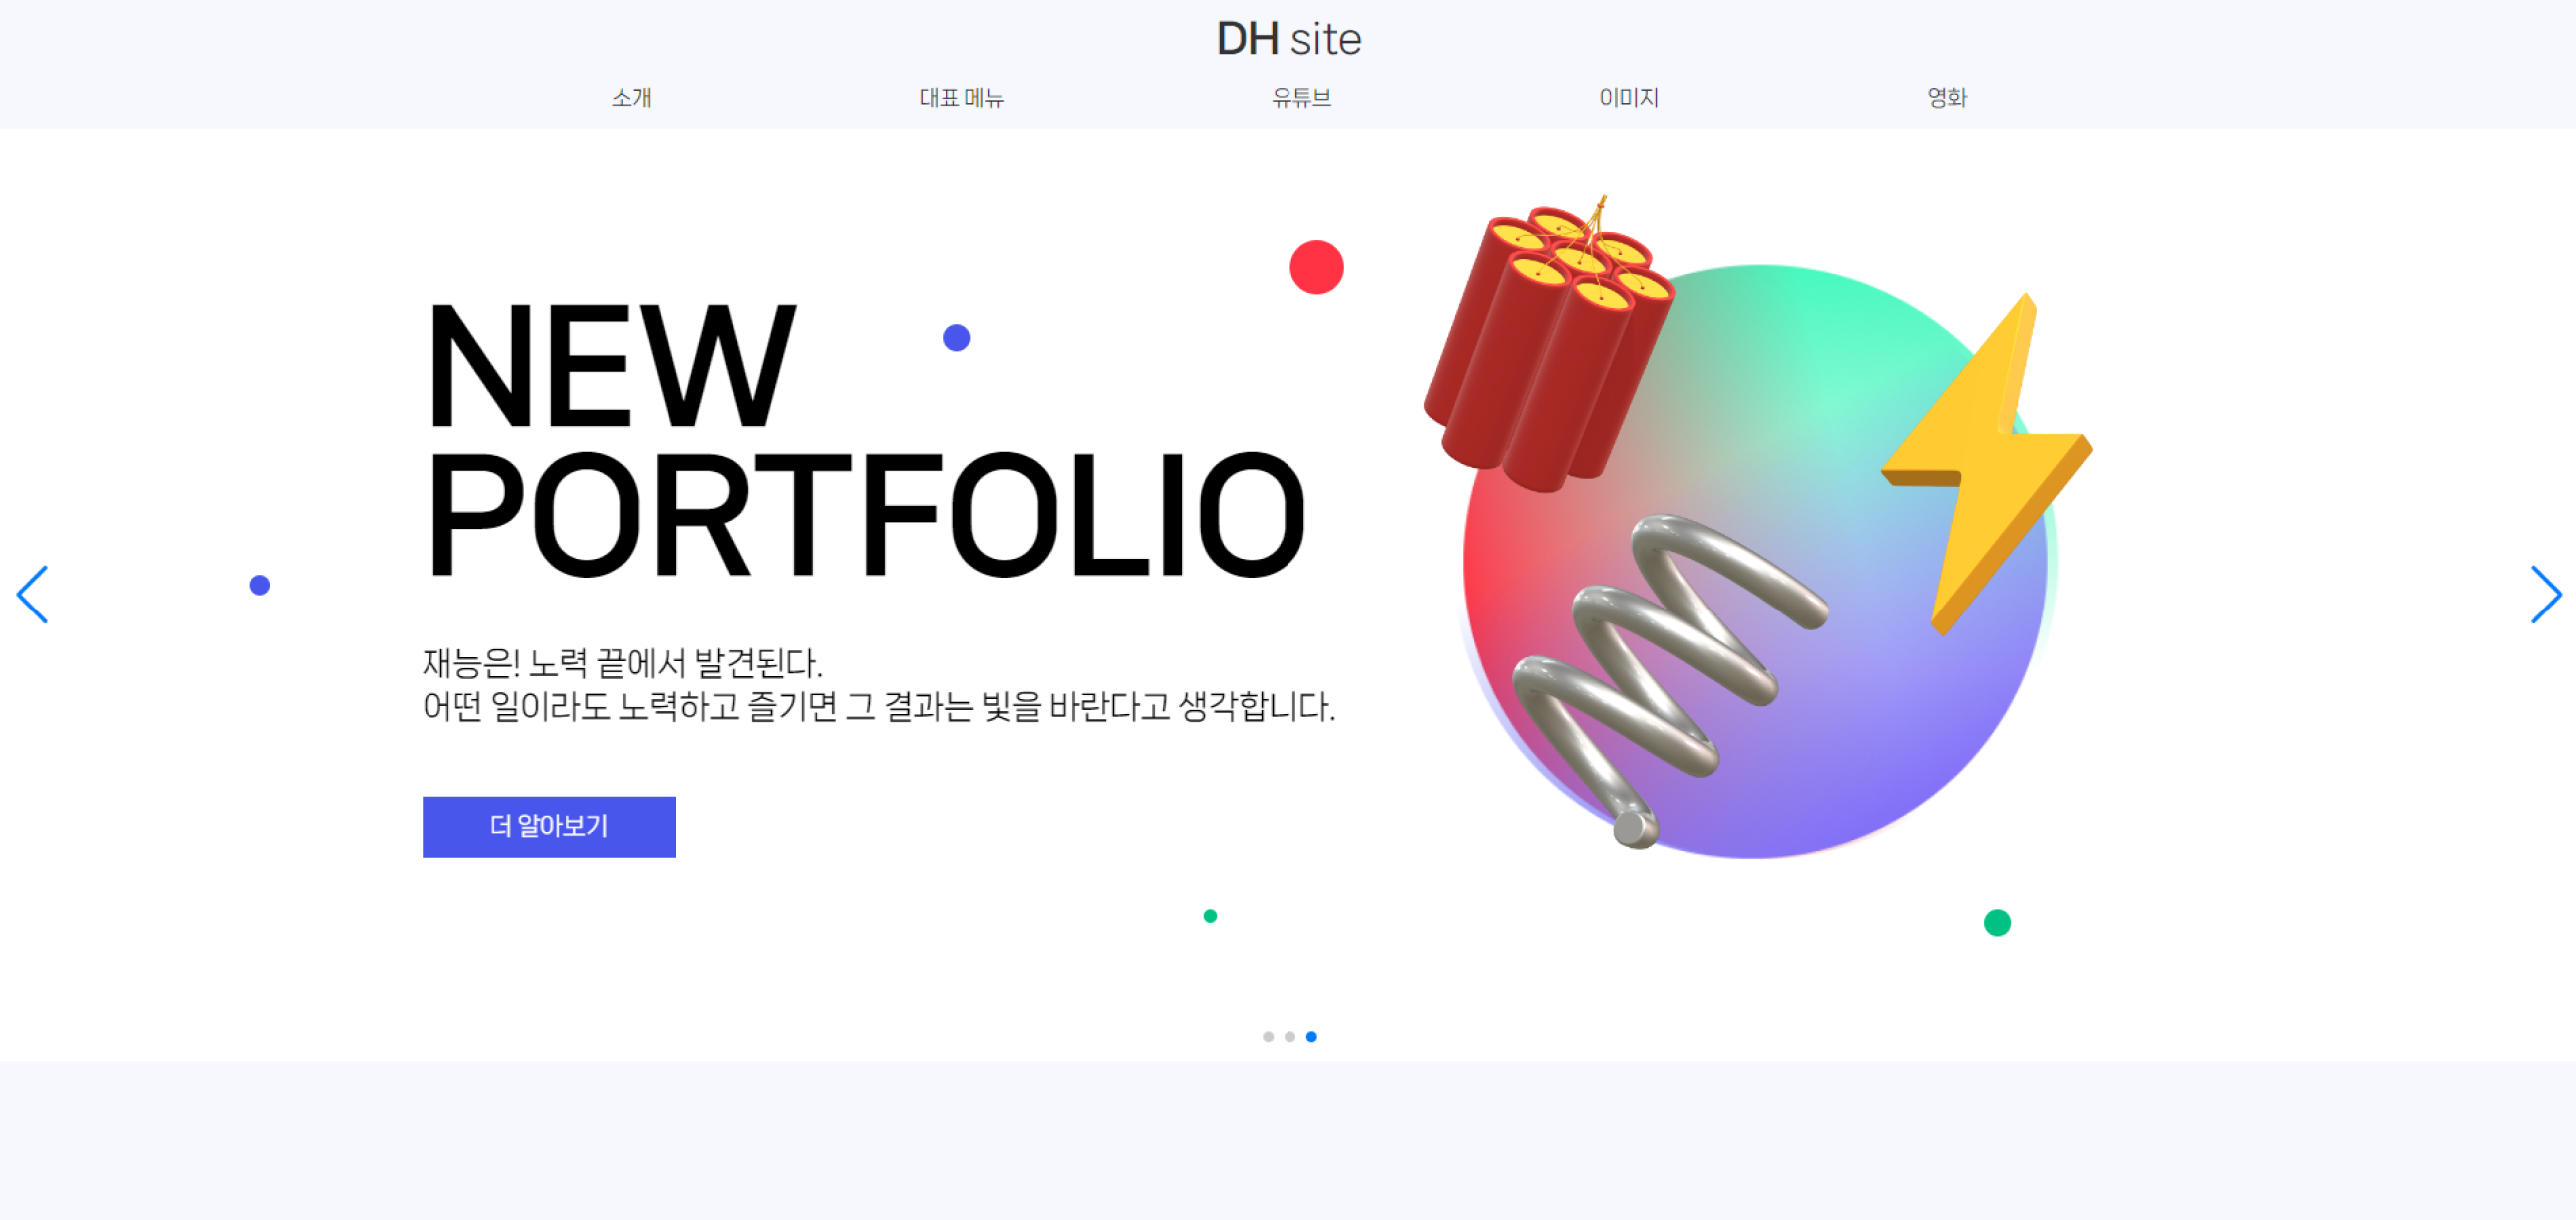 DH site
소개 대표 메뉴 유튜브 이미지 영화
NEW
PORTFOLIO
재능은! 노력 끝에서 발견된다.
어떤 일이라도 노력하고 즐기면 그 결과는 빛을 바란다고 생각합니다.
더 알아보기